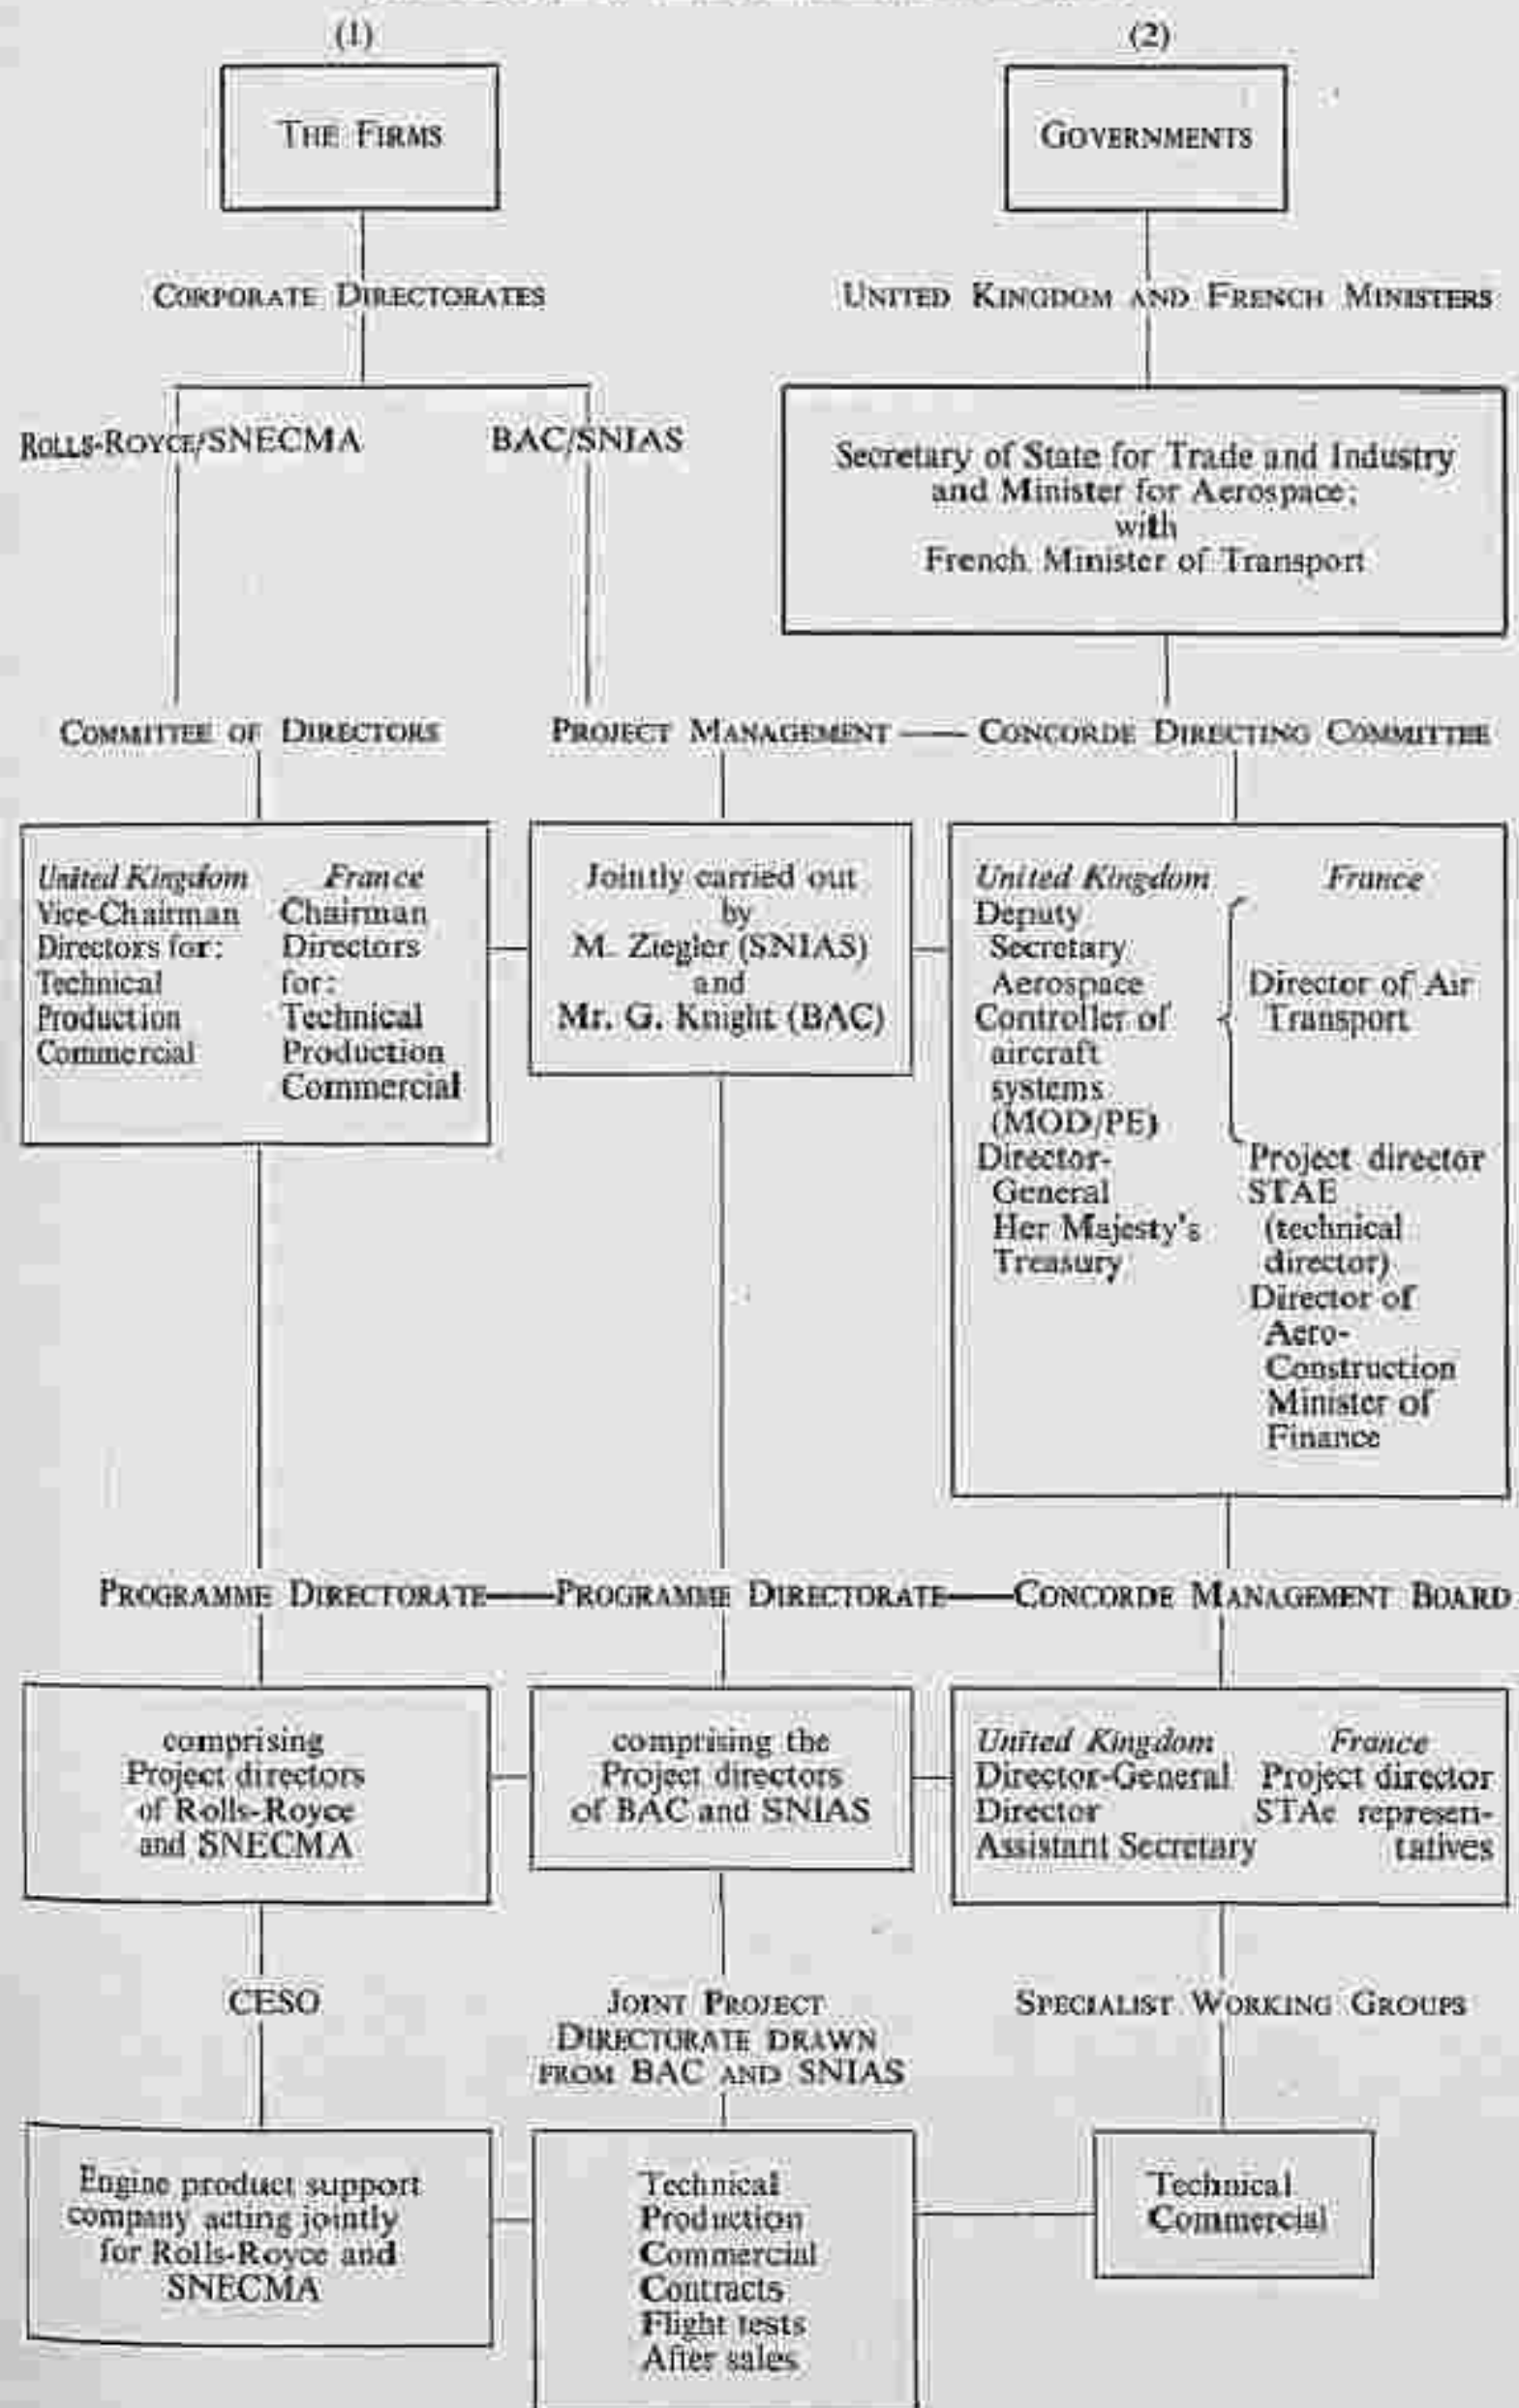 (1)
THE FIRMS
CORPORATE DIRECTORATES
ROLLS-ROYCE/SNECMA
BAC/SNIAS
(2)
GOVERNMENTS
UNITED KINGDOM AND FRENCH MINISTERS
Secretary of State for Trade and Industry
and Minister for Aerospace;
with
French Minister of Transport
COMMITTEE OF DIRECTORS
PROJECT MANAGEMENT
CONCORDE DIRECTING COMMITTEE
United Kingdom
Vice-Chairman
Directors for:
Technical
Production
Commercial
France
Chairman
Directors
for:
Technical
Production
Commercial
Jointly carried out
by
M. Ziegler (SNIAS)
and
Mr. G. Knight (BAC)
United Kingdom
Deputy
Secretary
Aerospace
Controller of
aircraft
systems
(MOD/PE)
Director-
General
Her Majesty's
Treasury
France
Director of Air
Transport
Project director
STAE
(technical
director)
Director of
Aero-
Construction
Minister of
Finance
PROGRAMME DIRECTORATE
PROGRAMME DIRECTORATE
CONCORDE MANAGEMENT BOARD
comprising
Project directors
of Rolls-Royce
and SNECMA
comprising the
Project directors
of BAC and SNIAS
United Kingdom
Director-General
Director
Assistant Secretary
France
Project director
STAe represen-
tatives
CESO
JOINT PROJECT
DIRECTORATE DRAWN
FROM BAC AND SNIAS
SPECIALIST WORKING GROUPS
Engine product support
company acting jointly
for Rolls-Royce and
SNECMA
Technical
Production
Commercial
Contracts
Flight tests
After sales
Technical
Commercial